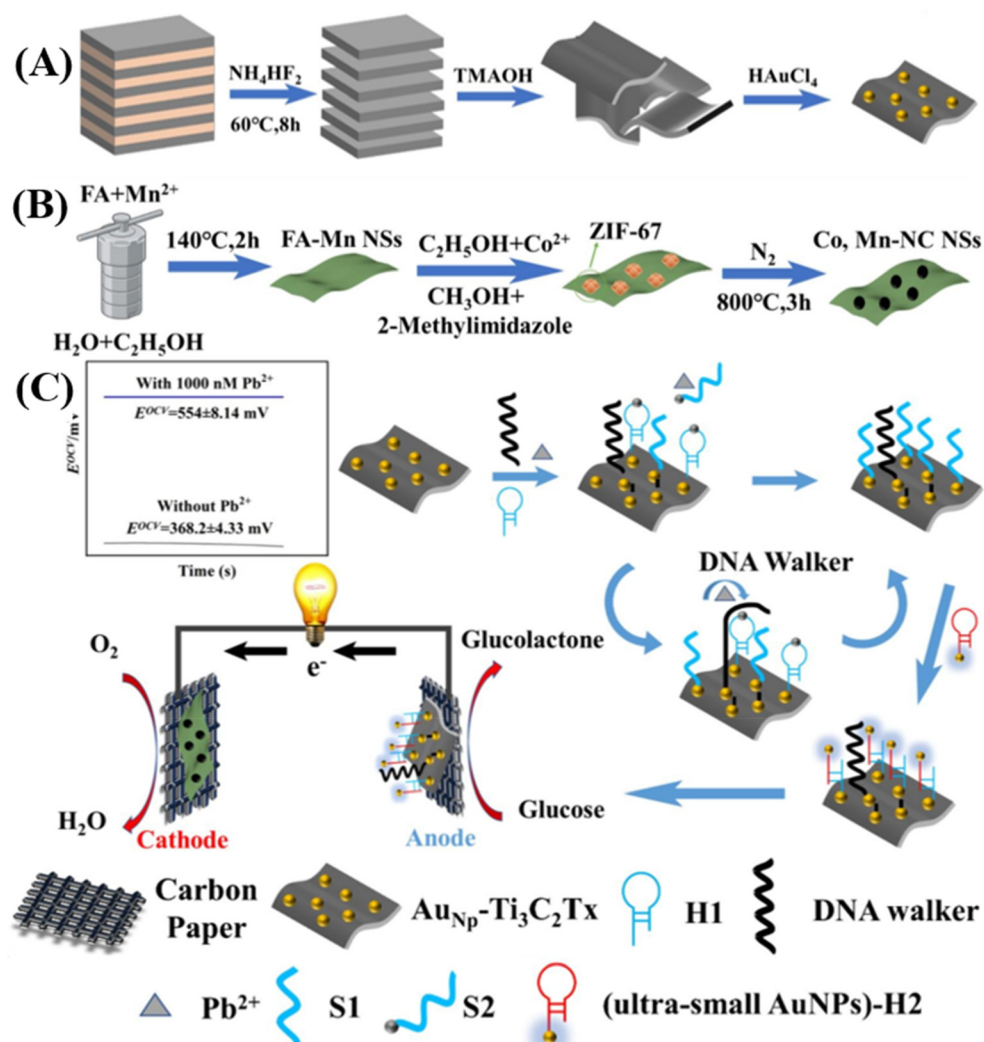 (A)
NH₄HF₂
60℃,8h
TMAOH
HAuCl₄
(B)
FA+Mn²⁺
H₂O+C₂H₅OH
140℃,2h
FA-Mn NSs
C₂H₅OH+Co²⁺
CH₃OH+
2-Methylimidazole
ZIF-67
N₂
800℃,3h
Co, Mn-NC NSs
(C)
With 1000 nM Pb²⁺
Eᴼᶜⱽ=554±8.14 mV
Without Pb²⁺
Eᴼᶜⱽ=368.2±4.33 mV
Eᴼᶜⱽ/mv
Time (s)
DNA Walker
O₂
H₂O
e⁻
Glucolactone
Glucose
Cathode
Anode
Carbon
Paper
Au_Np-Ti₃C₂Tx
H1
DNA walker
Pb²⁺
S1
S2
(ultra-small AuNPs)-H2